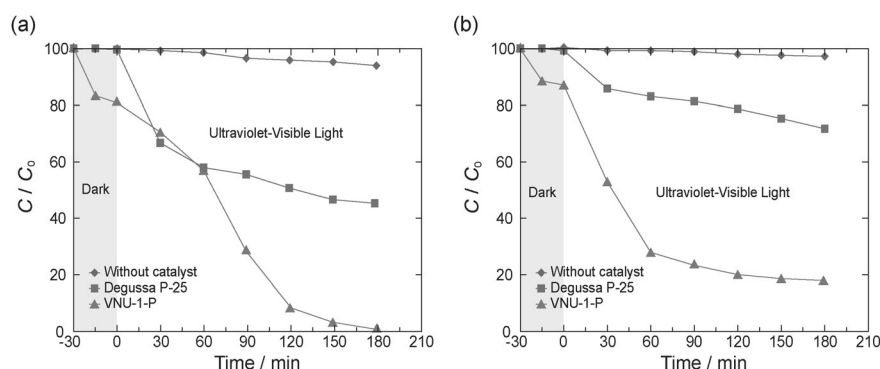 (a)
100
80
60
40
20
0
C / C0
Dark
Ultraviolet-Visible Light
Without catalyst
Degussa P-25
VNU-1-P
-30 0 30 60 90 120 150 180 210
Time / min
(b)
100
80
60
40
20
0
C / C0
Dark
Ultraviolet-Visible Light
Without catalyst
Degussa P-25
VNU-1-P
-30 0 30 60 90 120 150 180 210
Time / min